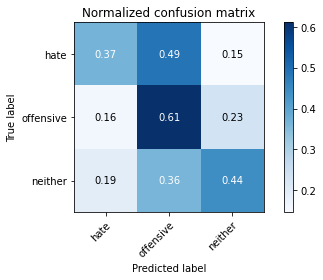 Normalized confusion matrix
True label
hate
0.37 0.49 0.15
offensive
0.16 0.61 0.23
neither
0.19 0.36 0.44
hate
offensive
neither
Predicted label
0.6
0.5
0.4
0.3
0.2